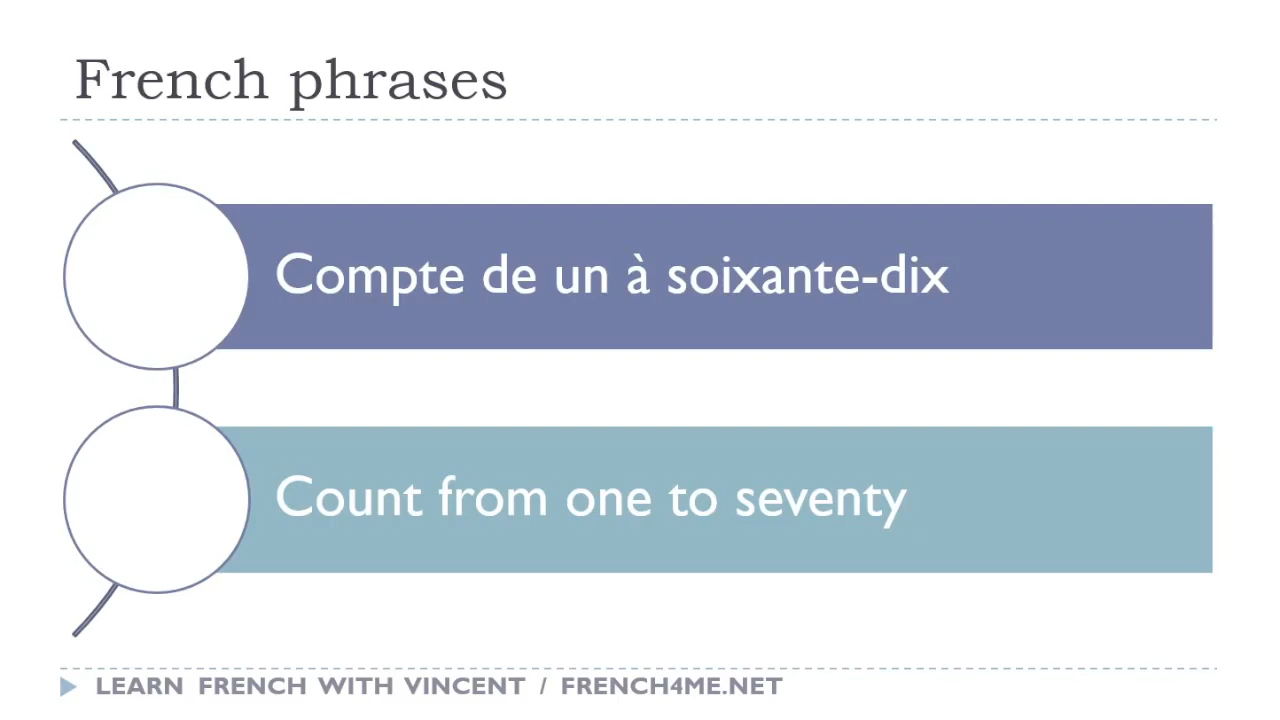 French phrases
Compte de un à soixante-dix
Count from one to seventy
LEARN FRENCH WITH VINCENT / FRENCH4ME.NET